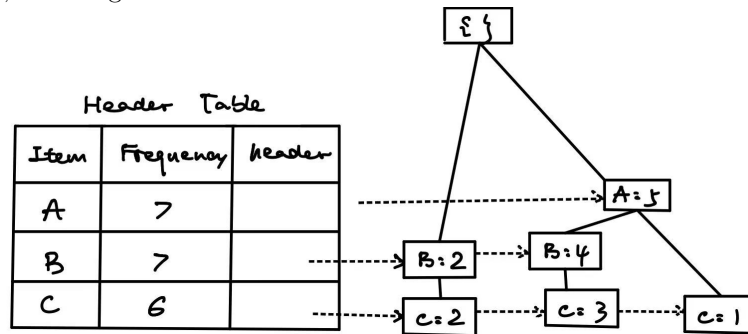 { }
Header Table
Item Frequency header
A 7
B 7
C 6
A:5
B:2 B:4
C=2 C=3 C=1